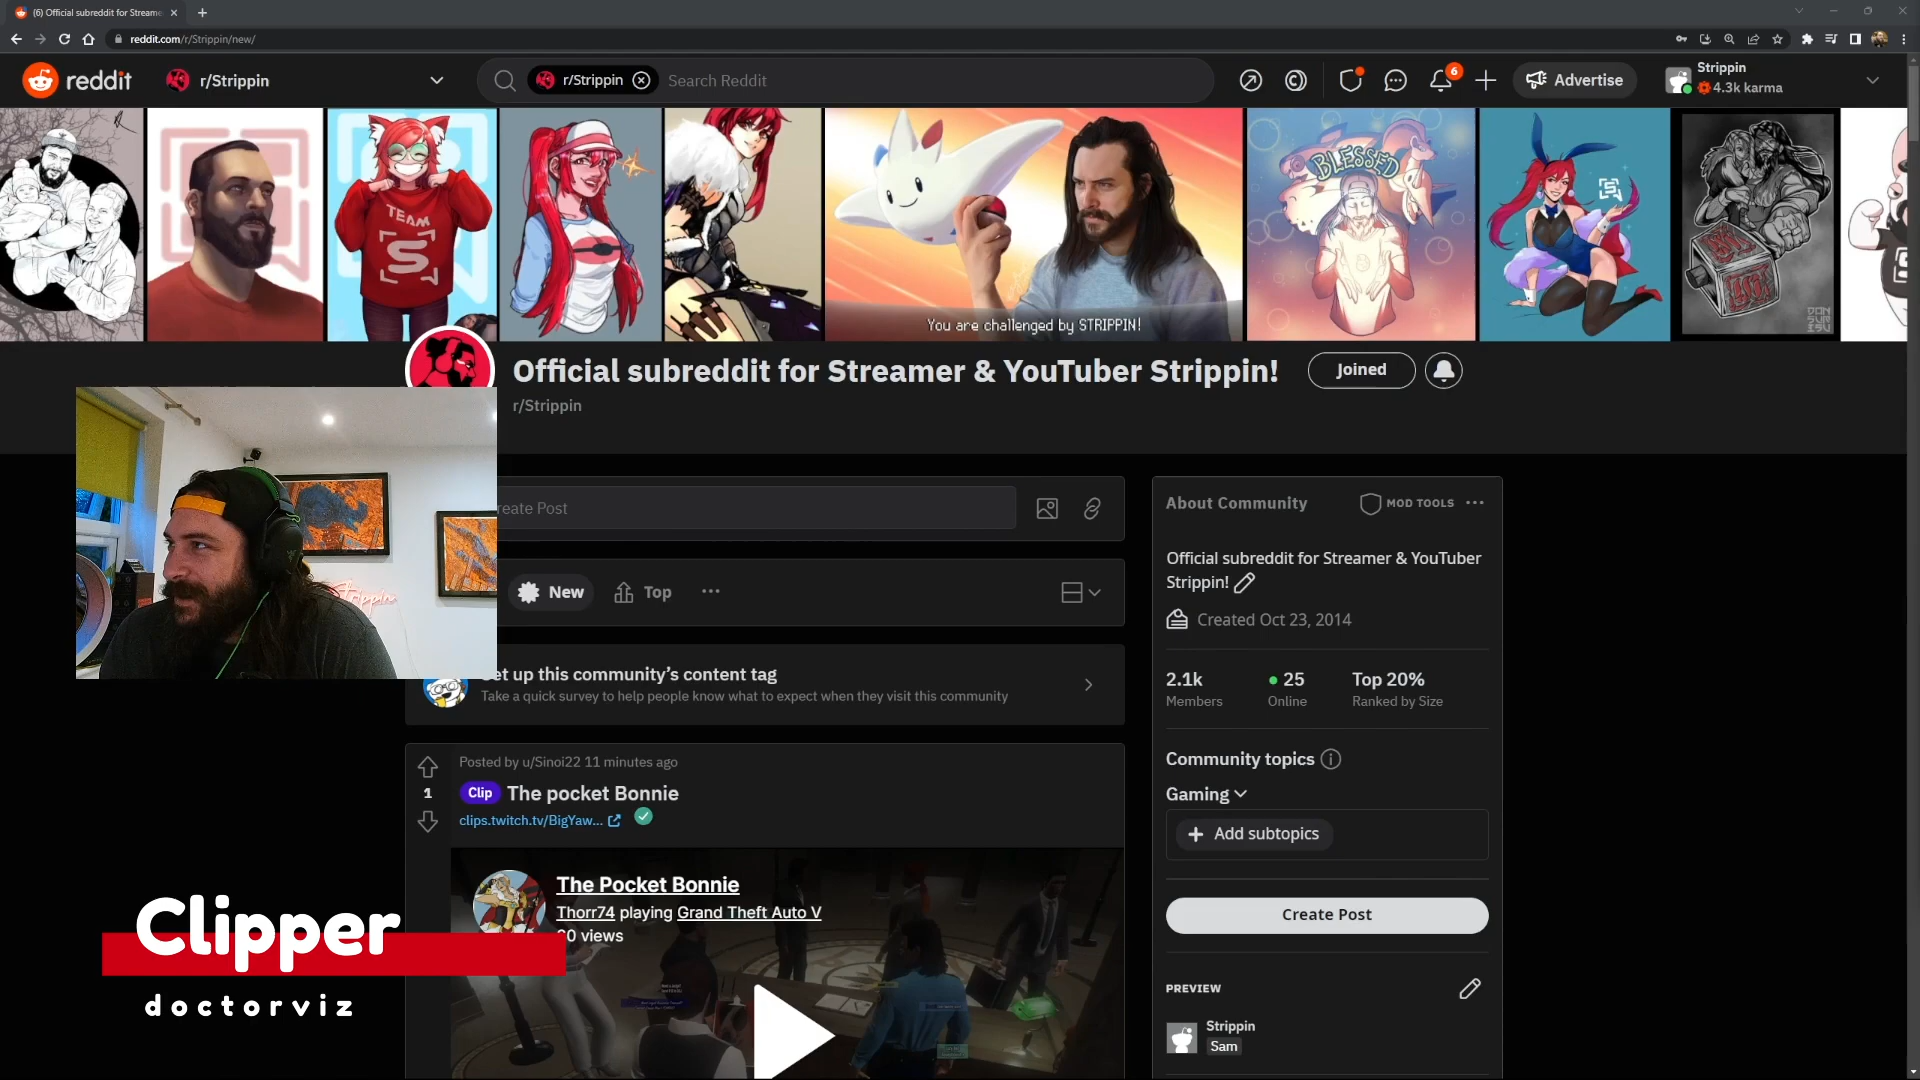 (6) Official subreddit for Streame
reddit.com/r/Strippin/new/
reddit
r/Strippin
r/Strippin
Search Reddit
6
Advertise
Strippin
4.3k karma
TEAM
S
BLESSED
You are challenged by STRIPPIN!
Official subreddit for Streamer & YouTuber Strippin!
Joined
r/Strippin
reate Post
New
Top
About Community
MOD TOOLS
Official subreddit for Streamer & YouTuber
Strippin!
Created Oct 23, 2014
Strippin
et up this community's content tag
Take a quick survey to help people know what to expect when they visit this community
2.1k
Members
25
Online
Top 20%
Ranked by Size
Community topics
Gaming
Add subtopics
Create Post
PREVIEW
Strippin
Sam
Posted by u/Sinoi22 11 minutes ago
1
Clip
The pocket Bonnie
clips.twitch.tv/BigYaw...
The Pocket Bonnie
Thorr74 playing Grand Theft Auto V
0 views
Clipper
doctorviz